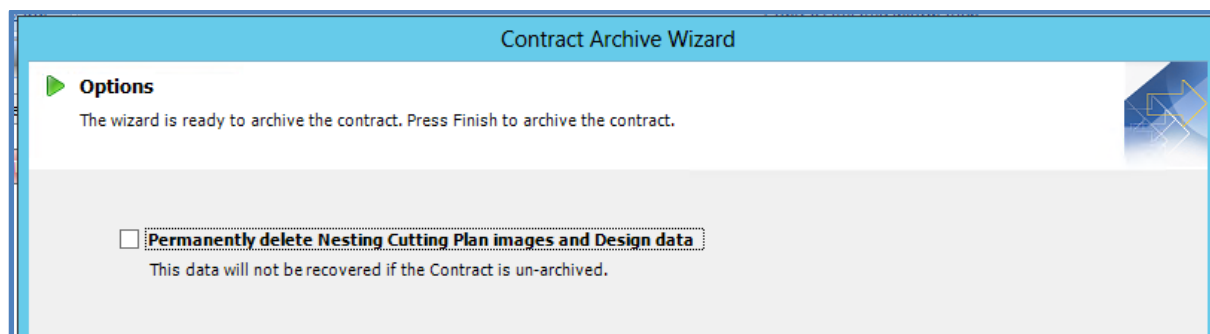 Contract Archive Wizard
Options
The wizard is ready to archive the contract. Press Finish to archive the contract.
Permanently delete Nesting Cutting Plan images and Design data
This data will not be recovered if the Contract is un-archived.